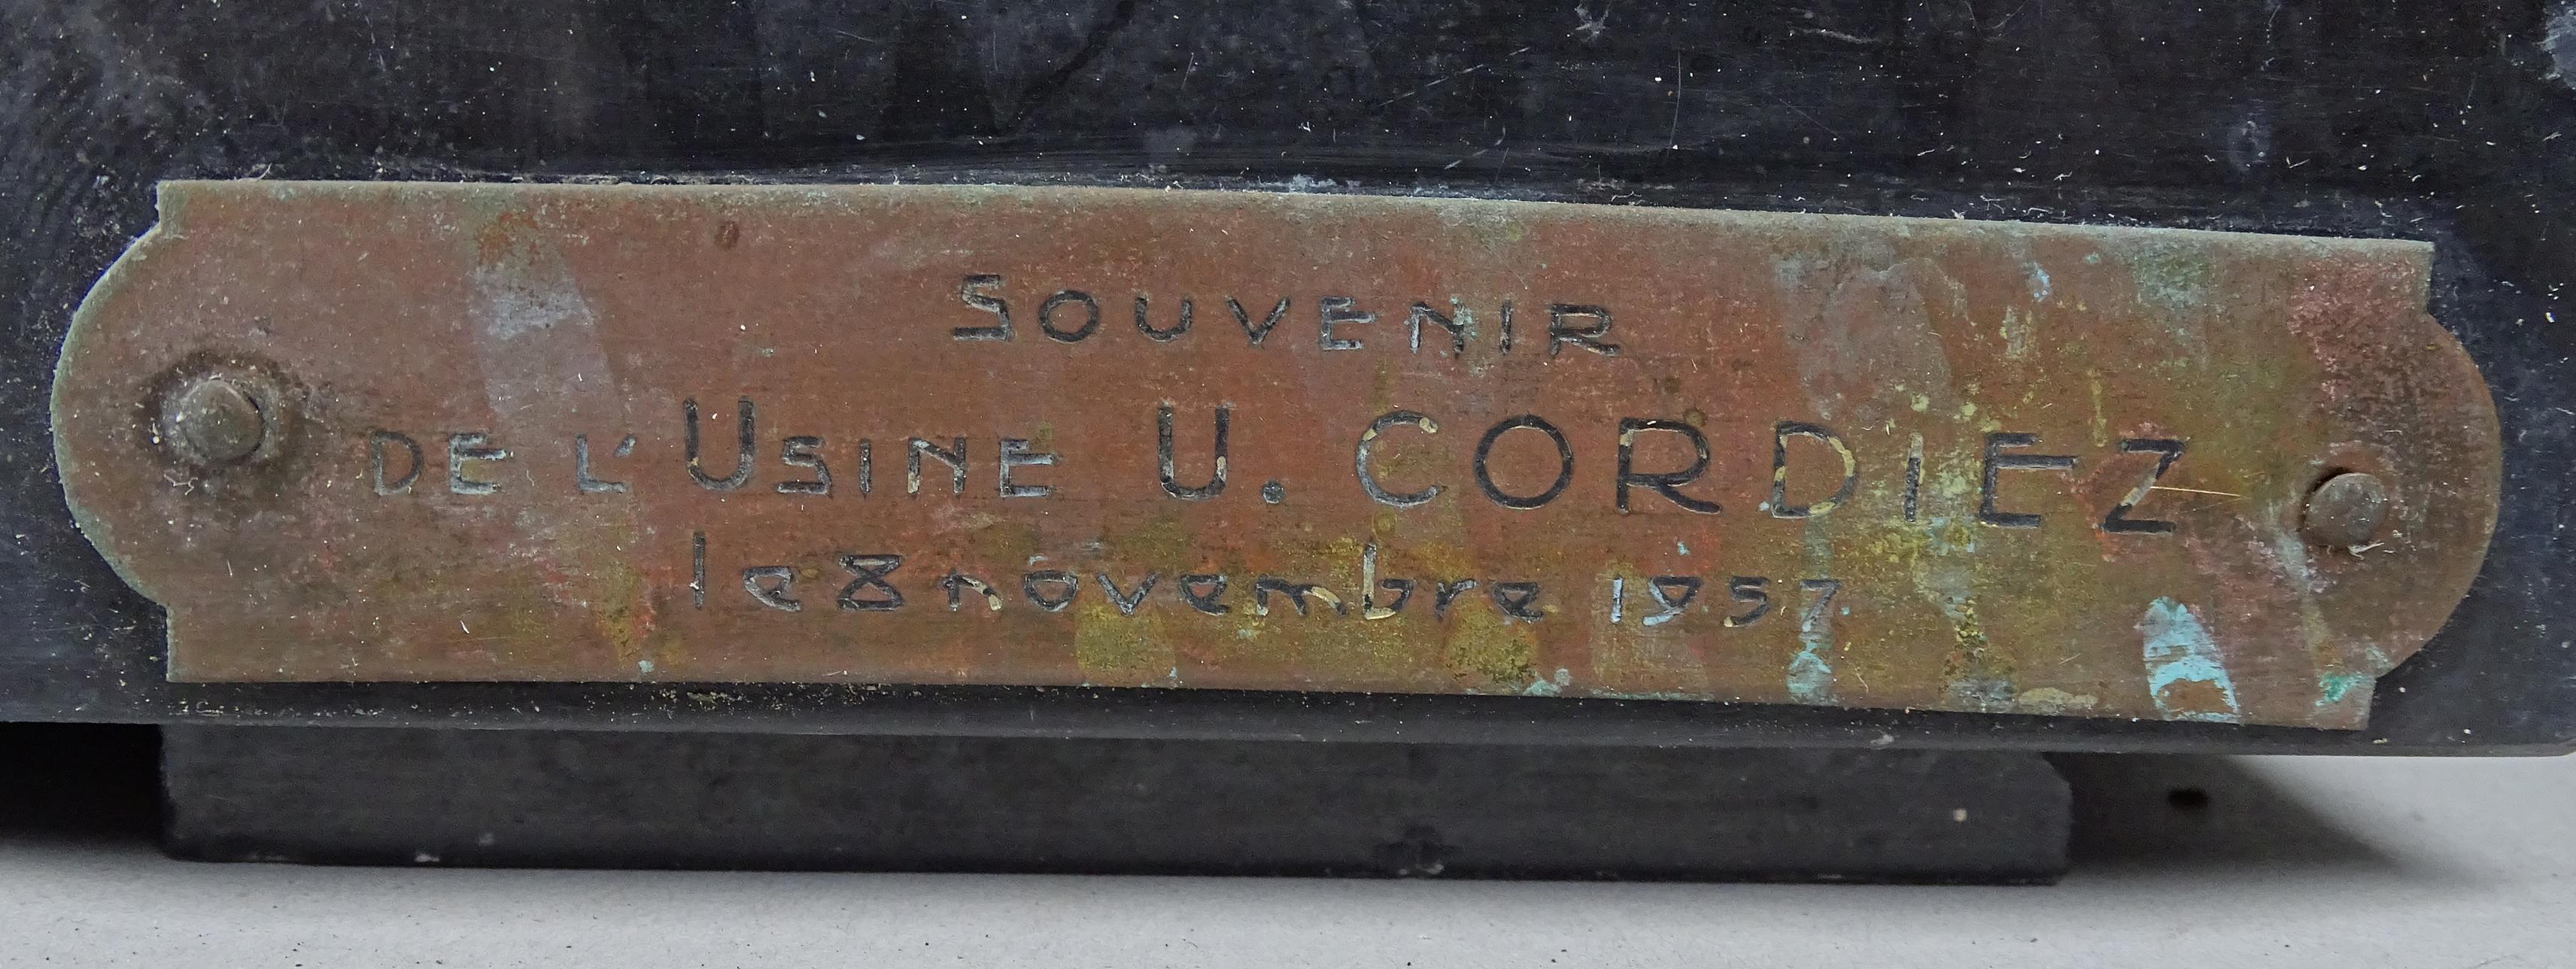 SOUVENIR
DE L'USINE U. CORDIEZ
le 8 novembre 1957